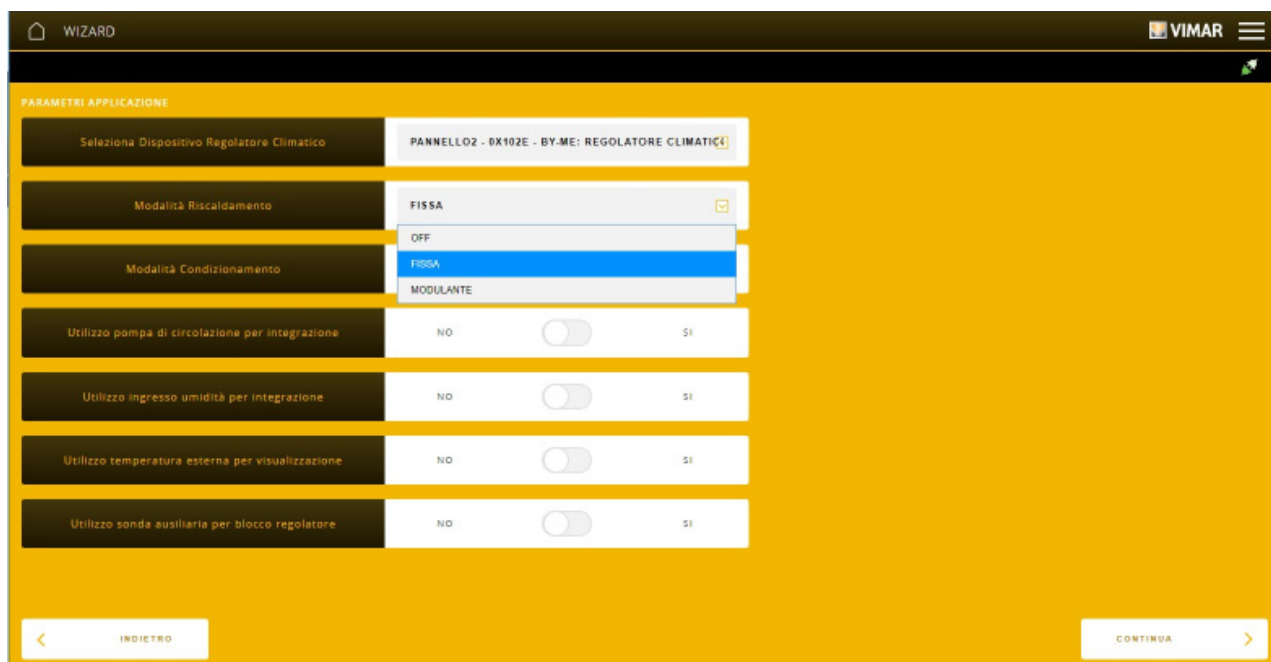 WIZARD
VIMAR
PARAMETRI APPLICAZIONE
Seleziona Dispositivo Regolatore Climatico
PANNELLO2 - 0X102E - BY-ME: REGOLATORE CLIMATIC
Modalità Riscaldamento
FISSA
OFF
FISSA
MODULANTE
Modalità Condizionamento
Utilizzo pompa di circolazione per integrazione
NO
SI
Utilizzo ingresso umidità per integrazione
NO
SI
Utilizzo temperatura esterna per visualizzazione
NO
SI
Utilizzo sonda ausiliaria per blocco regolatore
NO
SI
INDIETRO
CONTINUA